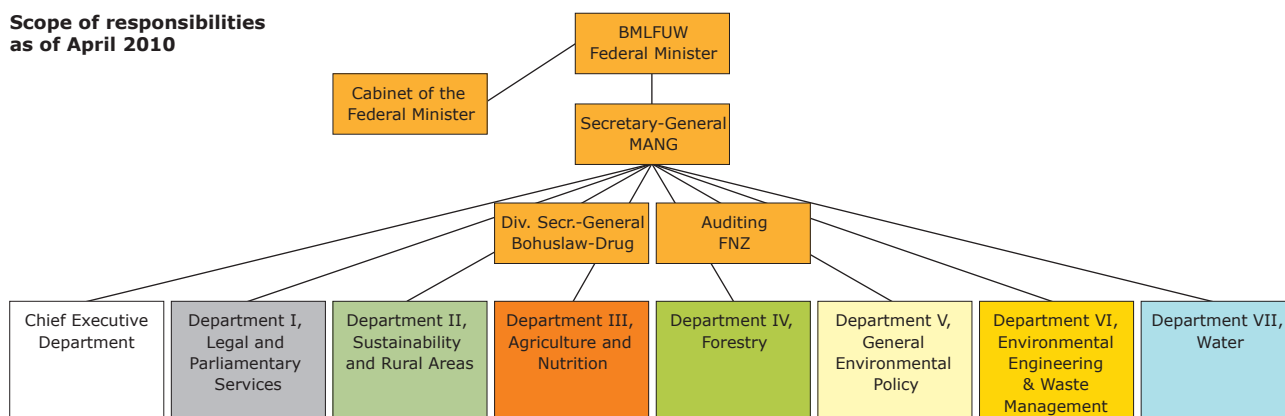 Scope of responsibilities
as of April 2010
BMLFUW
Federal Minister
Cabinet of the
Federal Minister
Secretary-General
MANG
Div. Secr.-General
Bohuslaw-Drug
Auditing
FNZ
Chief Executive
Department
Department I,
Legal and
Parliamentary
Services
Department II,
Sustainability
and Rural Areas
Department III,
Agriculture and
Nutrition
Department IV,
Forestry
Department V,
General
Environmental
Policy
Department VI,
Environmental
Engineering
& Waste
Management
Department VII,
Water